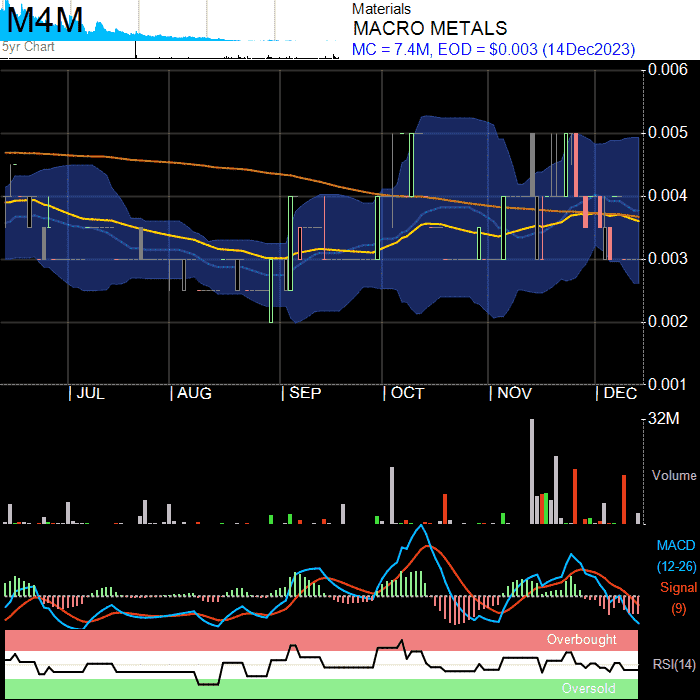 M4M
5yr Chart
Materials
MACRO METALS
MC = 7.4M, EOD = $0.003 (14Dec2023)
0.006
0.005
0.004
0.003
0.002
0.001
JUL AUG SEP OCT NOV DEC
32M
Volume
MACD
(12-26)
Signal
(9)
Overbought
RSI(14)
Oversold